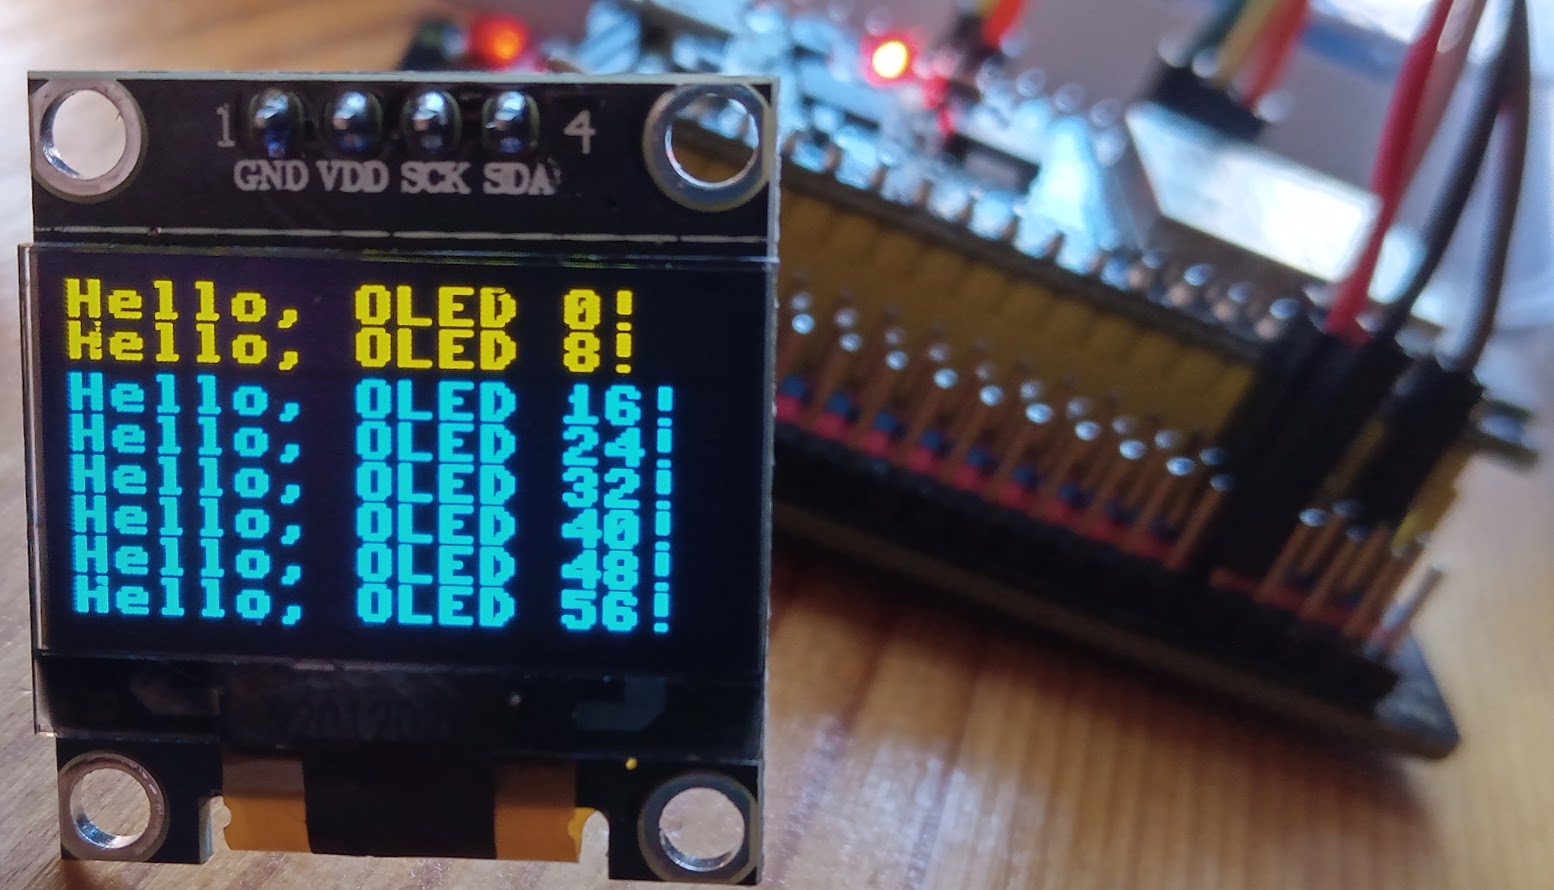 1 4
GND VDD SCK SDA
Hello, OLED 0!
Hello, OLED 8!
Hello, OLED 16!
Hello, OLED 24!
Hello, OLED 32!
Hello, OLED 40!
Hello, OLED 48!
Hello, OLED 56!